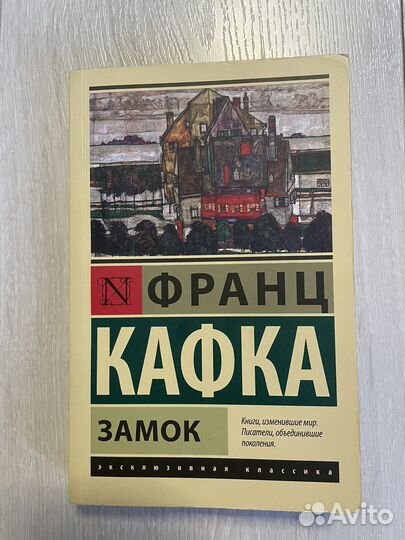 N ФРАНЦ
КАФКА
ЗАМОК
Книги, изменившие мир.
Писатели, объединившие
поколения.
эксклюзивная классика
Avito